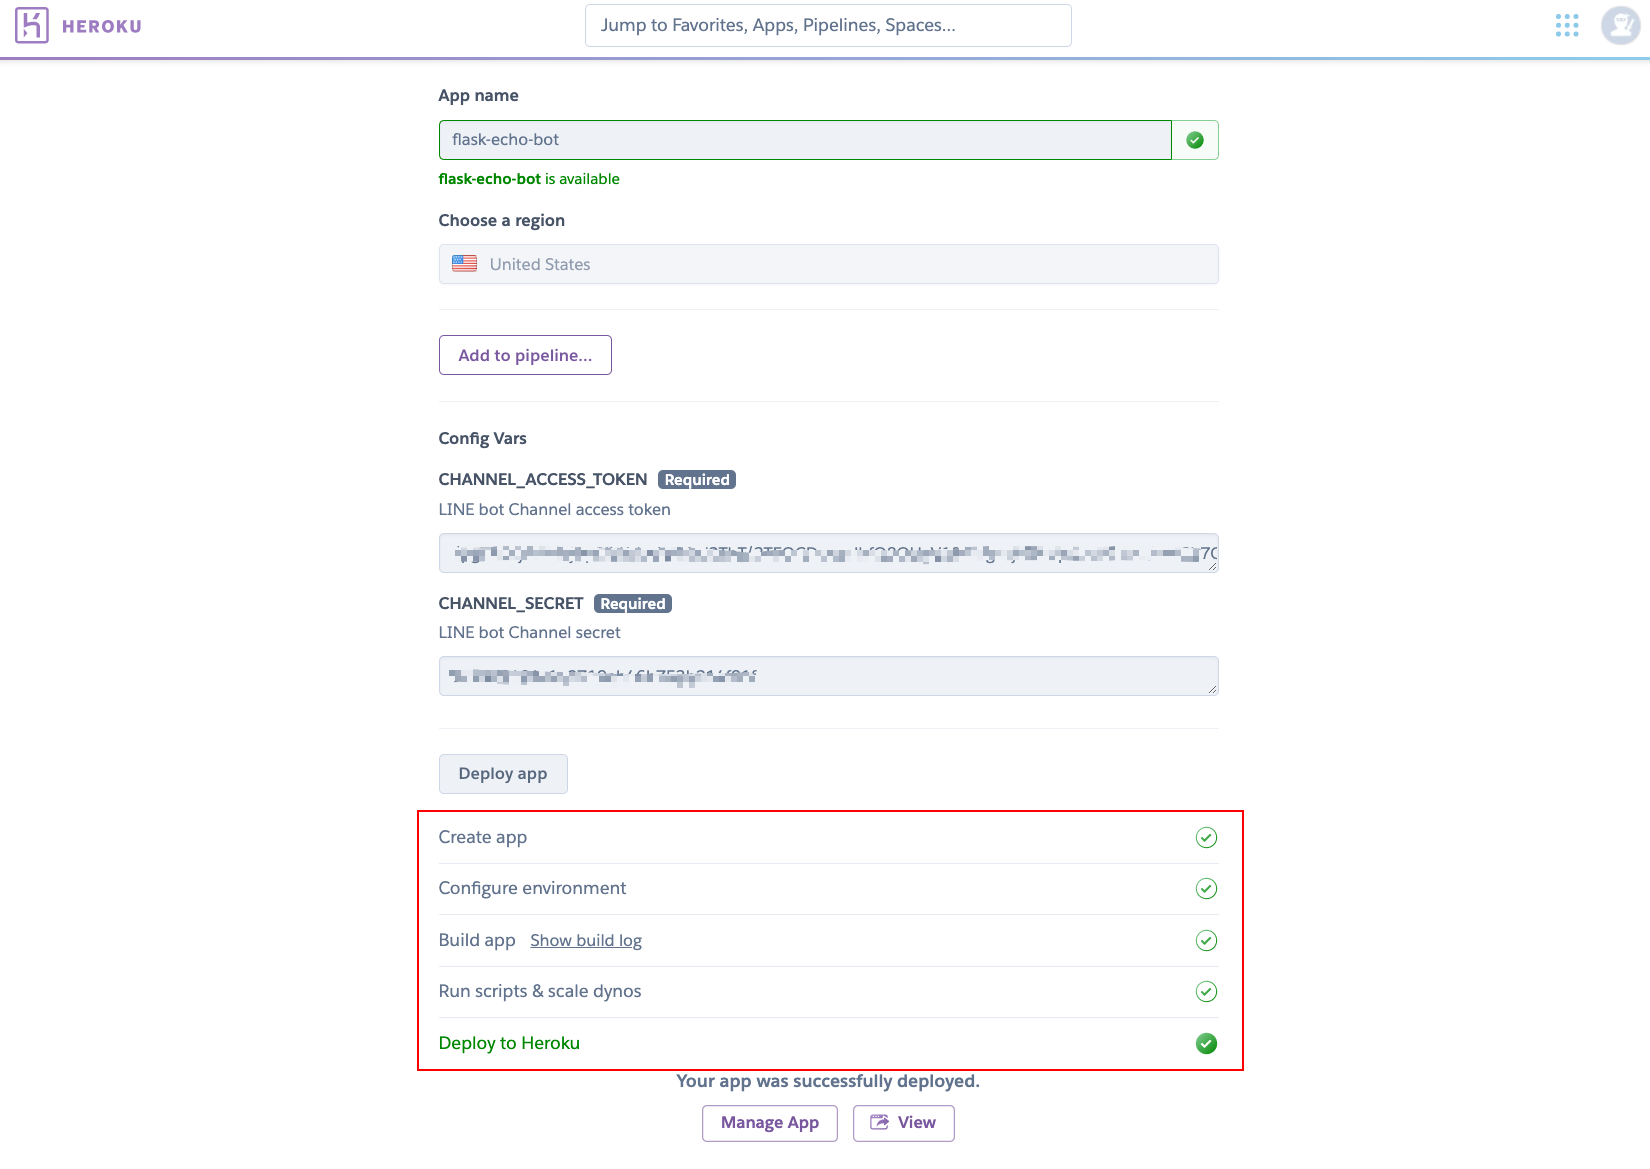 HEROKU
Jump to Favorites, Apps, Pipelines, Spaces...
App name
flask-echo-bot
flask-echo-bot is available
Choose a region
United States
Add to pipeline...
Config Vars
CHANNEL_ACCESS_TOKEN Required
LINE bot Channel access token
CHANNEL_SECRET Required
LINE bot Channel secret
Deploy app
Create app
Configure environment
Build app Show build log
Run scripts & scale dynos
Deploy to Heroku
Your app was successfully deployed.
Manage App
View